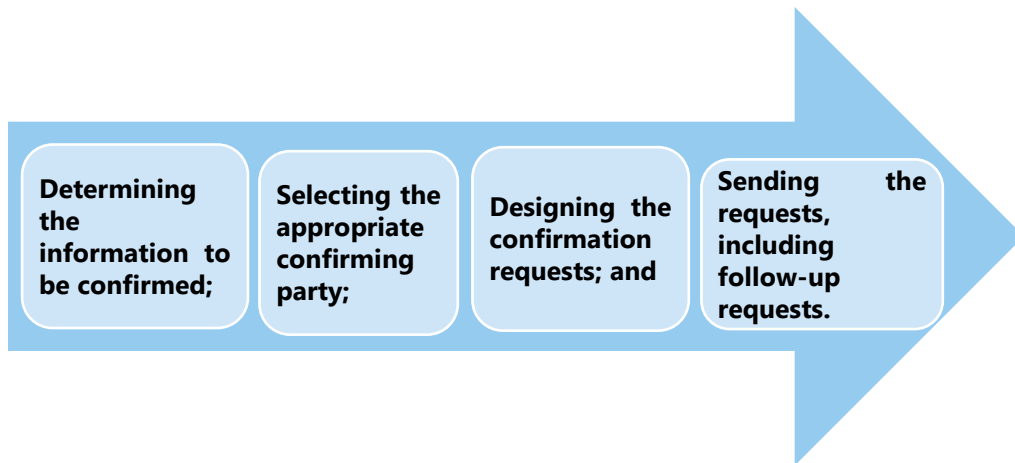 Determining
the
information to
be confirmed;
Selecting the
appropriate
confirming
party;
Designing the
confirmation
requests; and
Sending the
requests,
including
follow-up
requests.